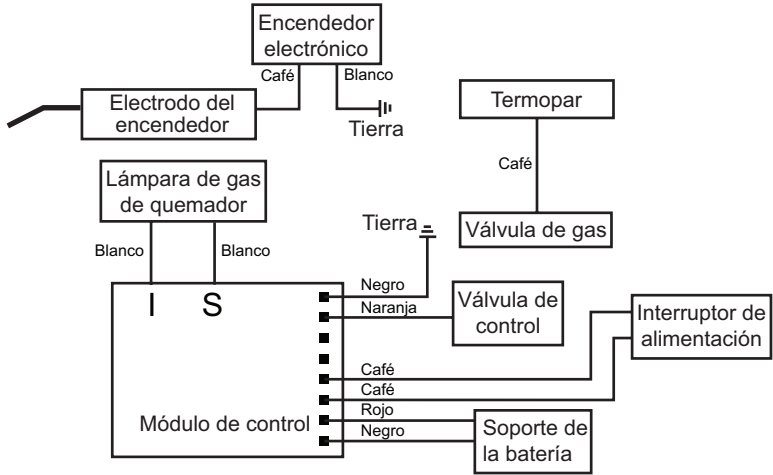 Encendedor
electrónico
Café
Blanco
Electrodo del
encendedor
Tierra
Termopar
Café
Válvula de gas
Lámpara de gas
de quemador
Blanco
Blanco
Tierra
I
S
Negro
Naranja
Válvula de
control
Interruptor de
alimentación
Café
Café
Rojo
Negro
Módulo de control
Soporte de
la batería